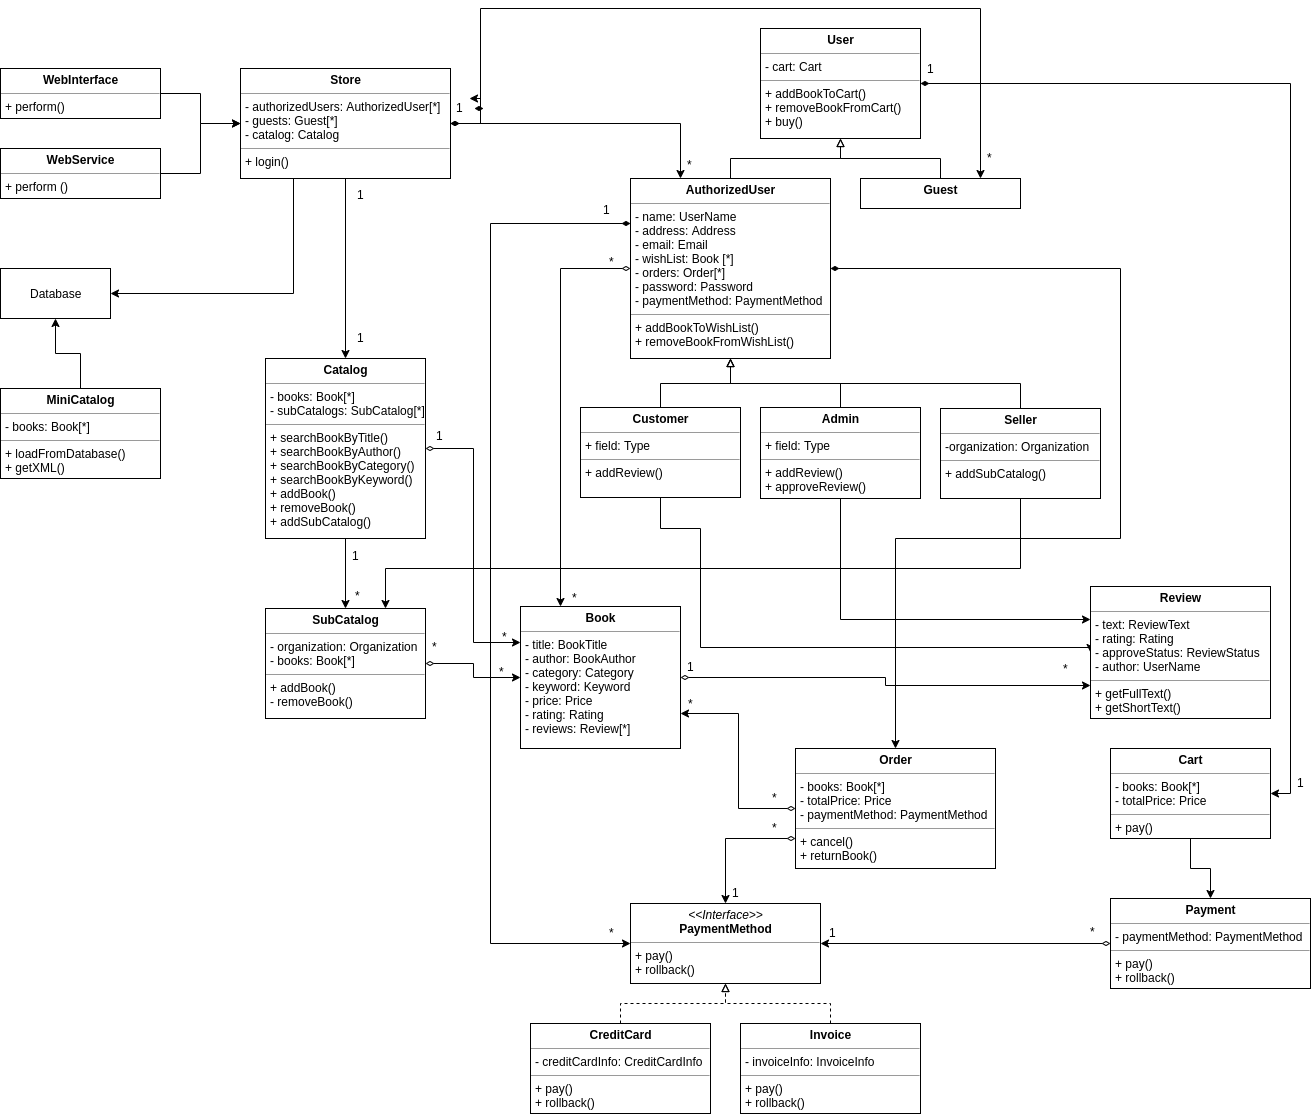 User
- cart: Cart
+ addBookToCart()
+ removeBookFromCart()
+ buy()
1
WebInterface
+ perform()
WebService
+ perform ()
Store
- authorizedUsers: AuthorizedUser[*]
- guests: Guest[*]
- catalog: Catalog
+ login()
1
*
*
1
AuthorizedUser
- name: UserName
- address: Address
- email: Email
- wishList: Book [*]
- orders: Order[*]
- password: Password
- paymentMethod: PaymentMethod
+ addBookToWishList()
+ removeBookFromWishList()
Guest
1
*
Database
1
MiniCatalog
- books: Book[*]
+ loadFromDatabase()
+ getXML()
Catalog
- books: Book[*]
- subCatalogs: SubCatalog[*]
+ searchBookByTitle()
+ searchBookByAuthor()
+ searchBookByCategory()
+ searchBookByKeyword()
+ addBook()
+ removeBook()
+ addSubCatalog()
1
Customer
+ field: Type
+ addReview()
Admin
+ field: Type
+ addReview()
+ approveReview()
Seller
-organization: Organization
+ addSubCatalog()
1
*
*
SubCatalog
- organization: Organization
- books: Book[*]
+ addBook()
+ removeBook()
*
*
*
Book
- title: BookTitle
- author: BookAuthor
- category: Category
- keyword: Keyword
- price: Price
- rating: Rating
- reviews: Review[*]
1
*
*
Review
- text: ReviewText
- rating: Rating
- approveStatus: ReviewStatus
- author: UserName
+ getFullText()
+ getShortText()
Order
- books: Book[*]
- totalPrice: Price
- paymentMethod: PaymentMethod
+ cancel()
+ returnBook()
*
*
1
Cart
- books: Book[*]
- totalPrice: Price
+ pay()
1
<<Interface>>
PaymentMethod
+ pay()
+ rollback()
*
1
*
Payment
- paymentMethod: PaymentMethod
+ pay()
+ rollback()
CreditCard
- creditCardInfo: CreditCardInfo
+ pay()
+ rollback()
Invoice
- invoiceInfo: InvoiceInfo
+ pay()
+ rollback()